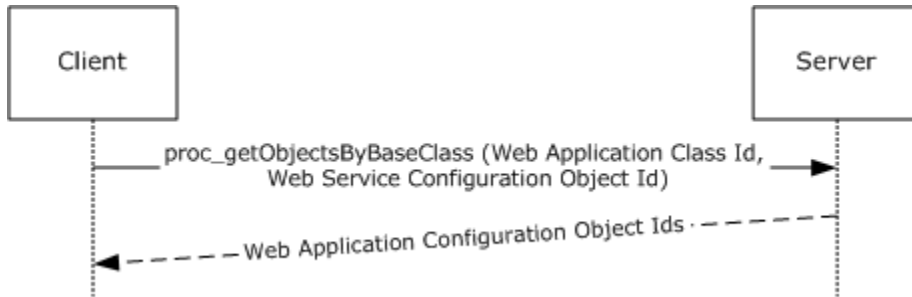 Client
Server
proc_getObjectsByBaseClass (Web Application Class Id,
Web Service Configuration Object Id)
Web Application Configuration Object Ids